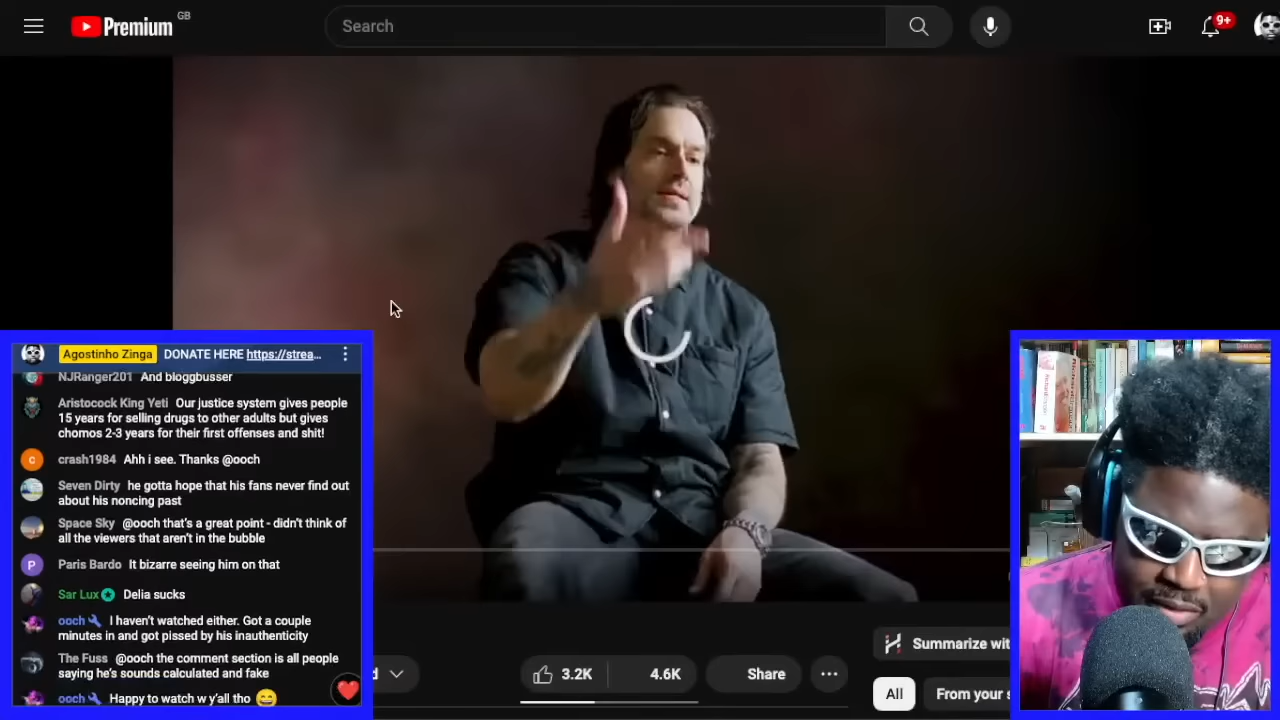 Premium GB
Search
9+
Agostinho Zinga DONATE HERE https://strea...
NJRanger201 And bloggbusser
Aristocock King Yeti Our justice system gives people
15 years for selling drugs to other adults but gives
chomos 2-3 years for their first offenses and shit!
crash1984 Ahh i see. Thanks @ooch
Seven Dirty he gotta hope that his fans never find out
about his noncing past
Space Sky @ooch that's a great point - didn't think of
all the viewers that aren't in the bubble
Paris Bardo It bizarre seeing him on that
Sar Lux Delia sucks
ooch I haven't watched either. Got a couple
minutes in and got pissed by his inauthenticity
The Fuss @ooch the comment section is all people
saying he's sounds calculated and fake
ooch Happy to watch w y'all tho
d
3.2K
4.6K
Share
Summarize wit
All
From your s